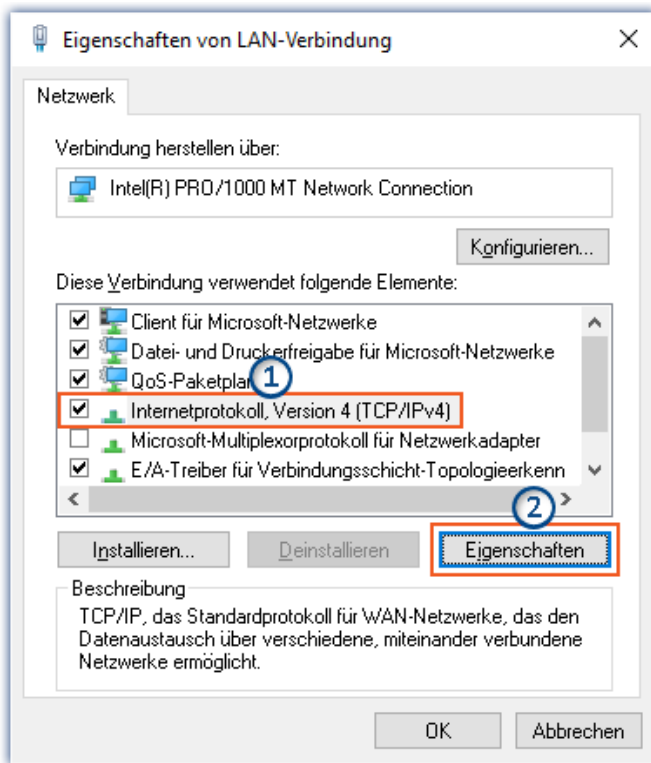 Eigenschaften von LAN-Verbindung
Netzwerk
Verbindung herstellen über:
Intel(R) PRO/1000 MT Network Connection
Konfigurieren...
Diese Verbindung verwendet folgende Elemente:
Client für Microsoft-Netzwerke
Datei- und Druckerfreigabe für Microsoft-Netzwerke
1
Internetprotokoll, Version 4 (TCP/IPv4)
Microsoft-Multiplexorprotokoll für Netzwerkadapter
E/A-Treiber für Verbindungsschicht-Topologieerkenn
2
Installieren...
Deinstallieren
Eigenschaften
Beschreibung
TCP/IP, das Standardprotokoll für WAN-Netzwerke, das den
Datenaustausch über verschiedene, miteinander verbundene
Netzwerke ermöglicht.
OK
Abbrechen